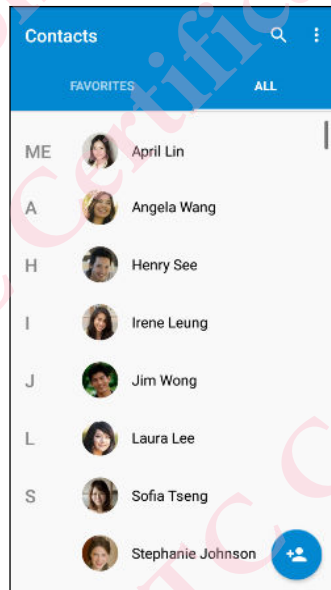 Contacts
FAVORITES ALL
ME April Lin
A Angela Wang
H Henry See
I Irene Leung
J Jim Wong
L Laura Lee
S Sofia Tseng
Stephanie Johnson